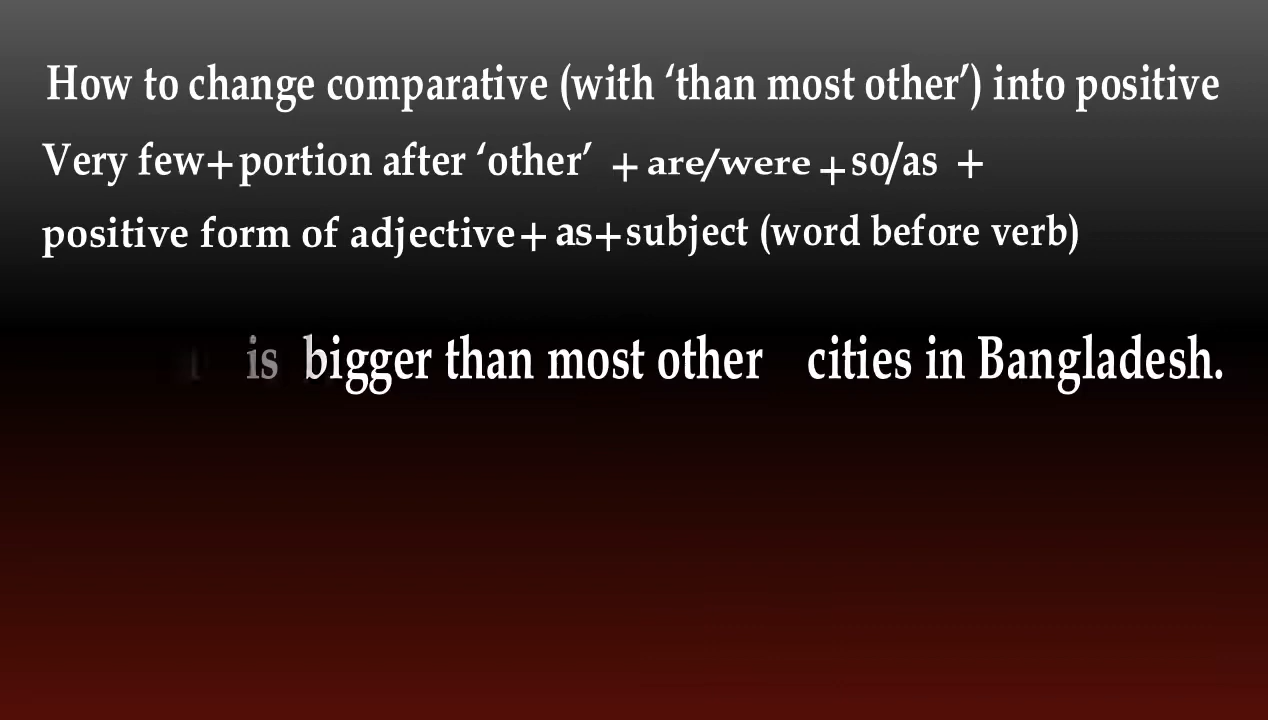 How to change comparative (with ‘than most other’) into positive
Very few+portion after ‘other’ + are/were +so/as +
positive form of adjective+ as+subject (word before verb)
is bigger than most other cities in Bangladesh.